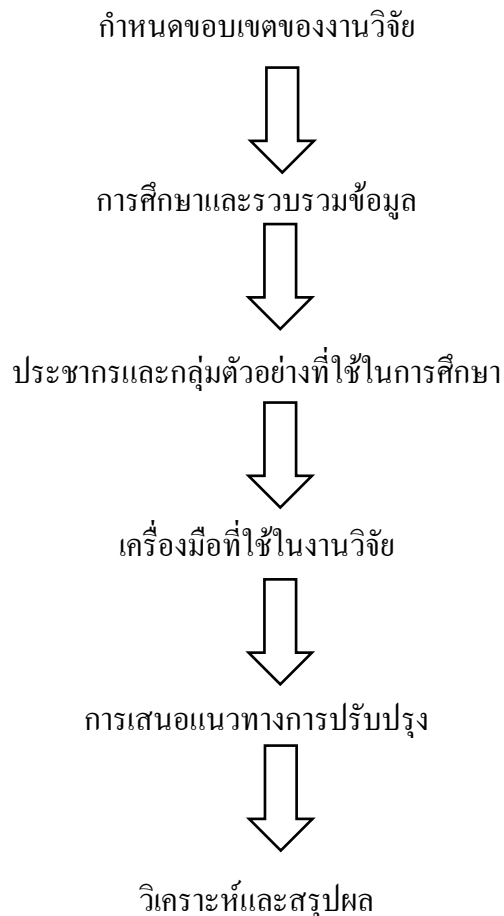 กำหนดขอบเขตของงานวิจัย
การศึกษาและรวบรวมข้อมูล
ประชากรและกลุ่มตัวอย่างที่ใช้ในการศึกษา
เครื่องมือที่ใช้ในงานวิจัย
การเสนอแนวทางการปรับปรุง
วิเคราะห์และสรุปผล